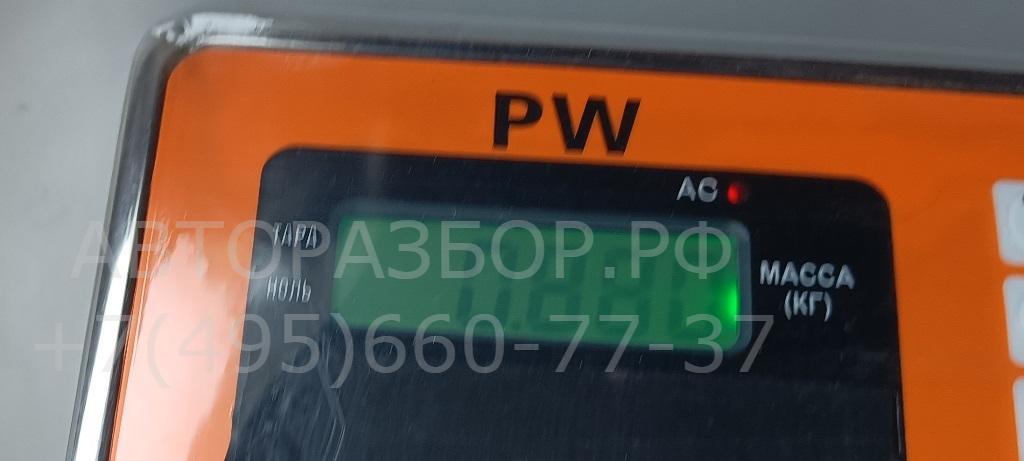 PW
AC
ТАРА
АВТОРАЗБОР.РФ
МАССА
(КГ)
НОЛЬ
+7(495)660-77-37